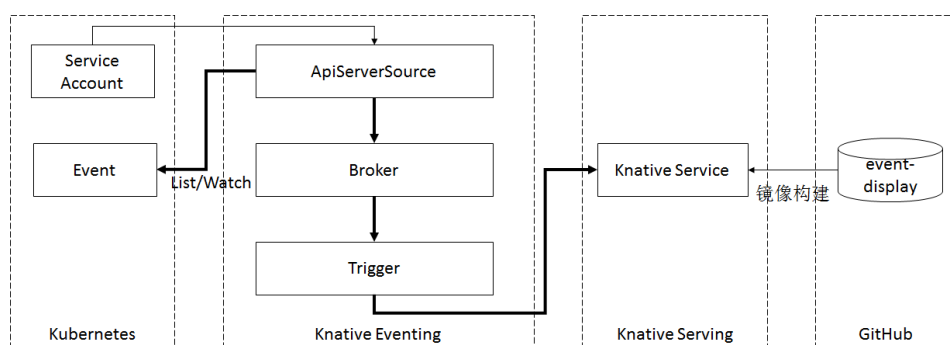 Service
Account
ApiServerSource
Event
List/Watch
Broker
Knative Service
镜像构建
event-
display
Trigger
Kubernetes
Knative Eventing
Knative Serving
GitHub